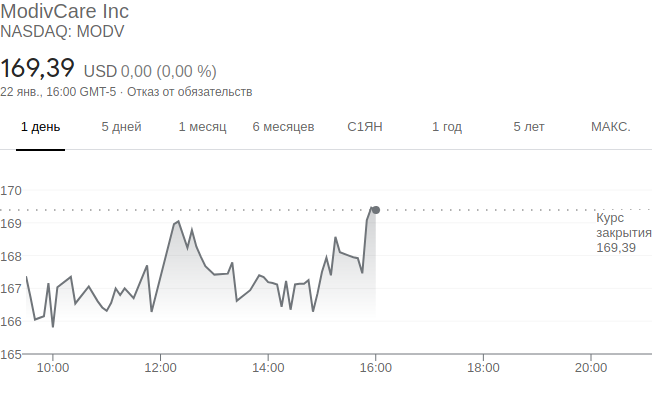 ModivCare Inc
NASDAQ: MODV
169,39 USD 0,00 (0,00 %)
22 янв., 16:00 GMT-5 · Отказ от обязательств
1 день 5 дней 1 месяц 6 месяцев С1ЯН 1 год 5 лет МАКС.
170
169
168
167
166
165
Курс
закрытия
169,39
10:00 12:00 14:00 16:00 18:00 20:00